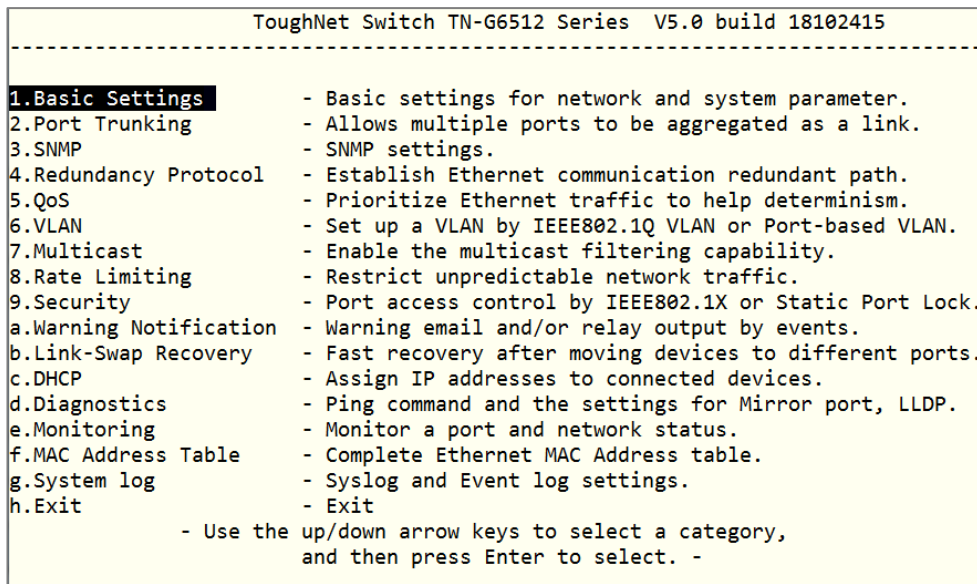 ToughNet Switch TN-G6512 Series  V5.0 build 18102415
--------------------------------------------------------------------------------
1.Basic Settings        - Basic settings for network and system parameter.
2.Port Trunking         - Allows multiple ports to be aggregated as a link.
3.SNMP                  - SNMP settings.
4.Redundancy Protocol   - Establish Ethernet communication redundant path.
5.QoS                   - Prioritize Ethernet traffic to help determinism.
6.VLAN                  - Set up a VLAN by IEEE802.1Q VLAN or Port-based VLAN.
7.Multicast             - Enable the multicast filtering capability.
8.Rate Limiting         - Restrict unpredictable network traffic.
9.Security              - Port access control by IEEE802.1X or Static Port Lock.
a.Warning Notification  - Warning email and/or relay output by events.
b.Link-Swap Recovery    - Fast recovery after moving devices to different ports.
c.DHCP                  - Assign IP addresses to connected devices.
d.Diagnostics           - Ping command and the settings for Mirror port, LLDP.
e.Monitoring            - Monitor a port and network status.
f.MAC Address Table     - Complete Ethernet MAC Address table.
g.System log            - Syslog and Event log settings.
h.Exit                  - Exit
- Use the up/down arrow keys to select a category,
and then press Enter to select. -